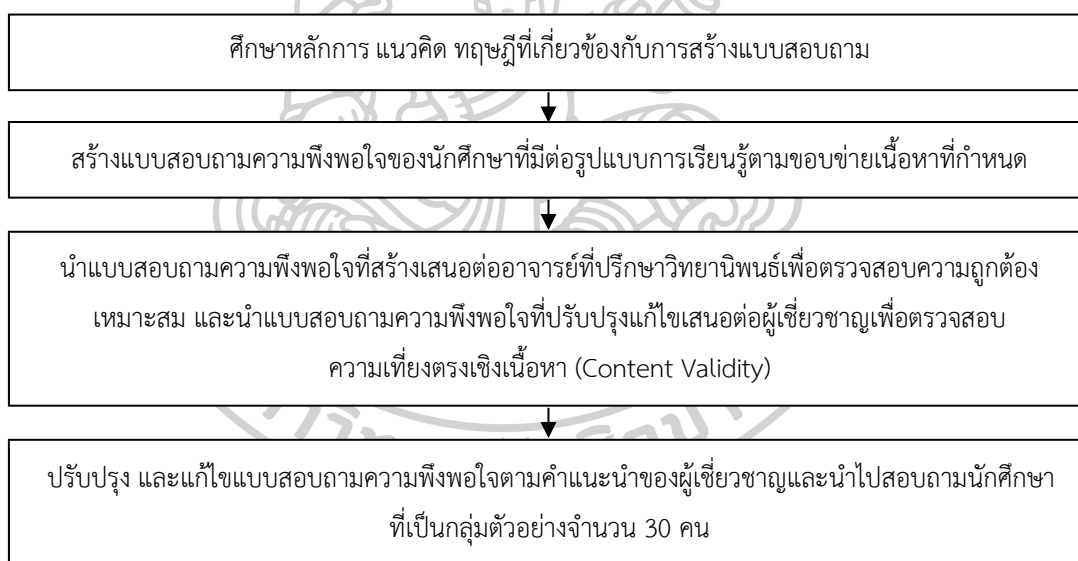 ศึกษาหลักการ แนวคิด ทฤษฎีที่เกี่ยวข้องกับการสร้างแบบสอบถาม
สร้างแบบสอบถามความพึงพอใจของนักศึกษาที่มีต่อรูปแบบการเรียนรู้ตามขอบข่ายเนื้อหาที่กำหนด
นำแบบสอบถามความพึงพอใจที่สร้างเสนอต่ออาจารย์ที่ปรึกษาวิทยานิพนธ์เพื่อตรวจสอบความถูกต้อง
เหมาะสม และนำแบบสอบถามความพึงพอใจที่ปรับปรุงแก้ไขเสนอต่อผู้เชี่ยวชาญเพื่อตรวจสอบ
ความเที่ยงตรงเชิงเนื้อหา (Content Validity)
ปรับปรุง และแก้ไขแบบสอบถามความพึงพอใจตามคำแนะนำของผู้เชี่ยวชาญและนำไปสอบถามนักศึกษา
ที่เป็นกลุ่มตัวอย่างจำนวน 30 คน